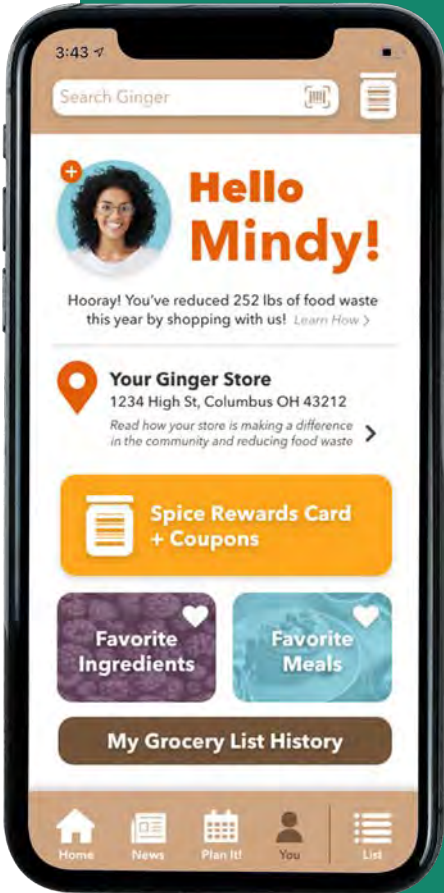 3:43
Search Ginger
Hello
Mindy!
Hooray! You've reduced 252 lbs of food waste
this year by shopping with us! Learn How >
Your Ginger Store
1234 High St, Columbus OH 43212
Read how your store is making a difference
in the community and reducing food waste
Spice Rewards Card
+ Coupons
Favorite
Ingredients
Favorite
Meals
My Grocery List History
Home
News
Plan It!
You
List